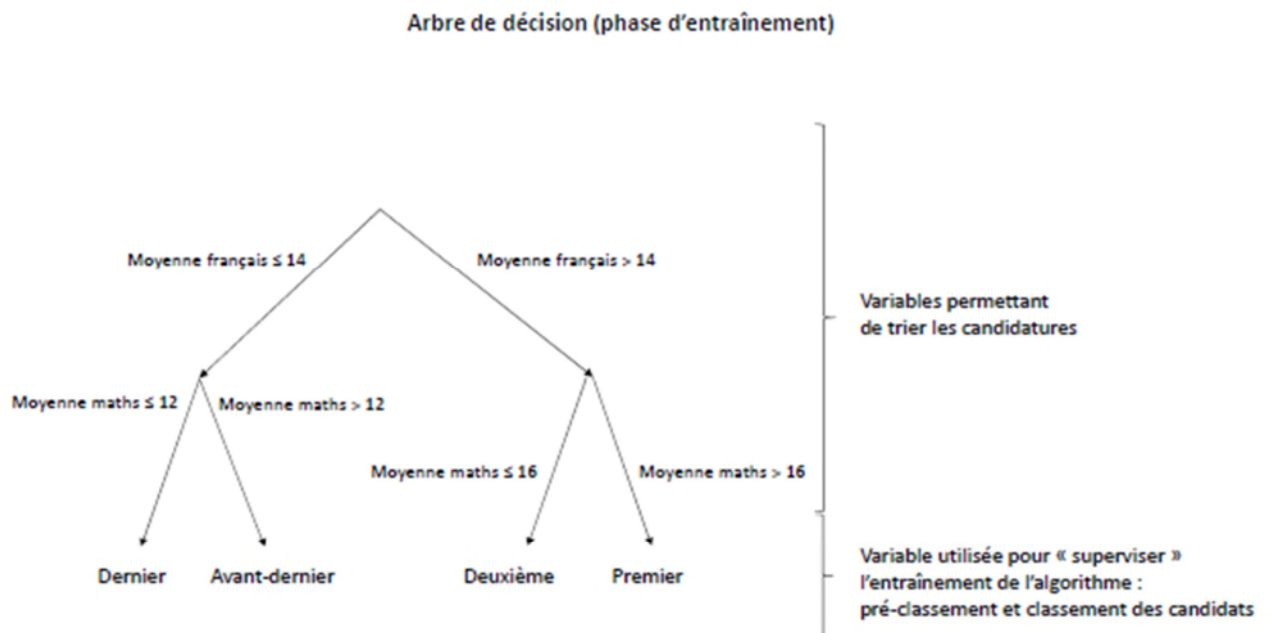 Arbre de décision (phase d'entraînement)
Moyenne français ≤ 14
Moyenne français > 14
Variables permettant
de trier les candidatures
Moyenne maths ≤ 12
Moyenne maths > 12
Moyenne maths ≤ 16
Moyenne maths > 16
Dernier
Avant-dernier
Deuxième
Premier
Variable utilisée pour « superviser »
l'entraînement de l'algorithme :
pré-classement et classement des candidats